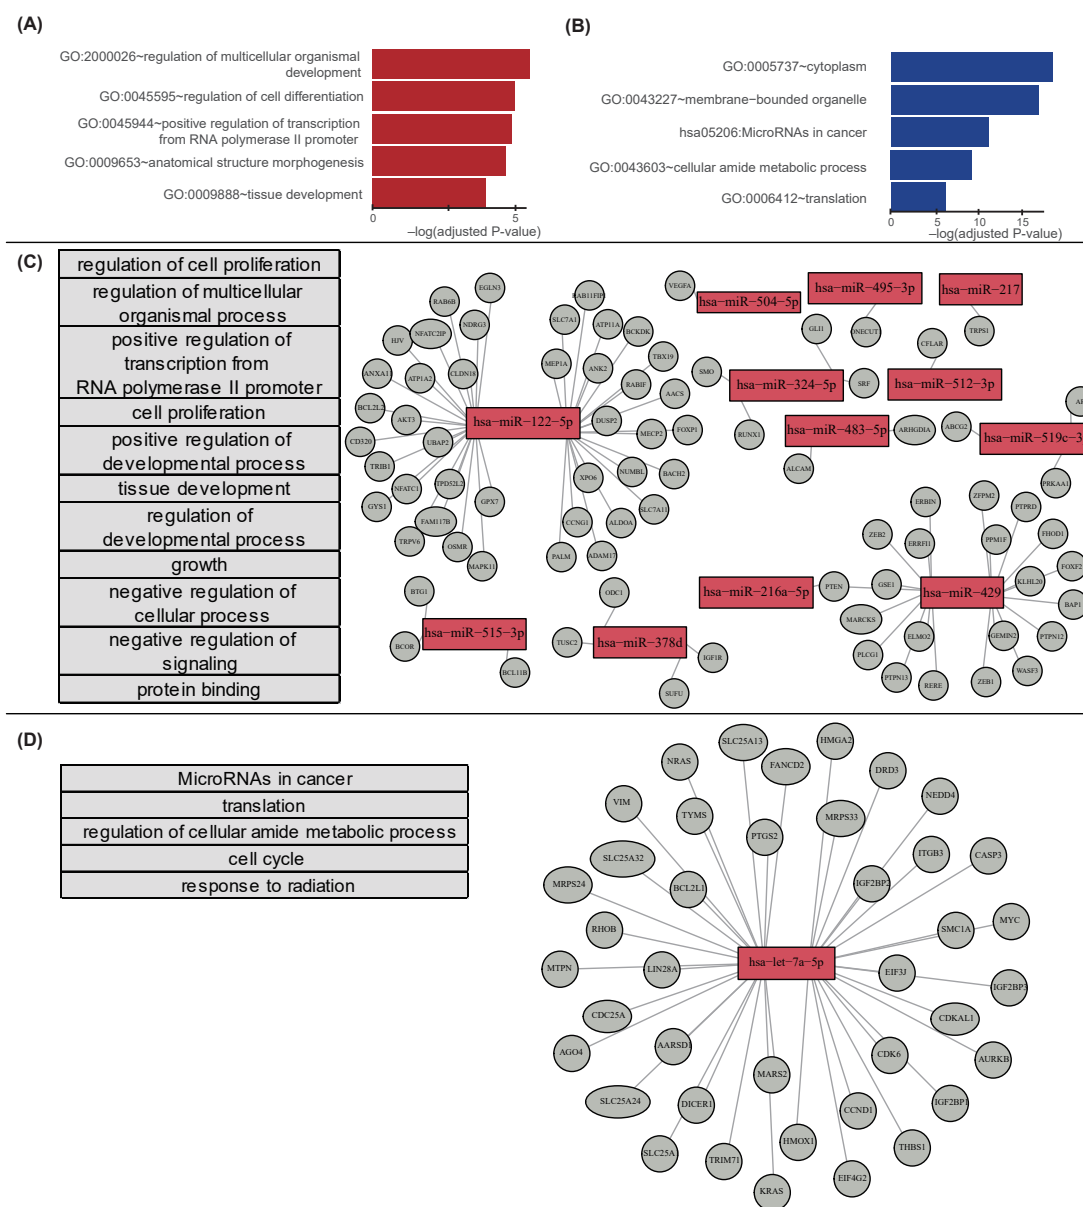 (A)
GO:2000026~regulation of multicellular organismal
development
GO:0045595~regulation of cell differentiation
GO:0045944~positive regulation of transcription
from RNA polymerase II promoter
GO:0009653~anatomical structure morphogenesis
GO:0009888~tissue development
0
5
−log(adjusted P-value)
(B)
GO:0005737~cytoplasm
GO:0043227~membrane−bounded organelle
hsa05206:MicroRNAs in cancer
GO:0043603~cellular amide metabolic process
GO:0006412~translation
0 5 10 15
−log(adjusted P-value)
(C)
regulation of cell proliferation
regulation of multicellular
organismal process
positive regulation of
transcription from
RNA polymerase II promoter
cell proliferation
positive regulation of
developmental process
tissue development
regulation of
developmental process
growth
negative regulation of
cellular process
negative regulation of
signaling
protein binding
EGLN3
RAB6B
NDRG3
NFATC2IP
HJV
CLDN18
ATP1A2
ANXA11
BCL2L2
AKT3
CD320
UBAP2
TRIB1
NFATC1
TPD52L2
GYS1
GPX7
FAM117B
TRPV6
OSMR
MAPK11
hsa−miR−122−5p
RAB11FIP1
SLC7A1
ATP11A
BCKDK
MEP1A
ANK2
TBX19
RABIF
AACS
DUSP2
MECP2
FOXP1
XPO6
NUMBL
BACH2
SLC7A11
CCNG1
ALDOA
PALM
ADAM17
VEGFA
hsa−miR−504−5p
hsa−miR−495−3p
GLI1
ONECUT
hsa−miR−217
TRPS1
CFLAR
SMO
hsa−miR−324−5p
SRF
RUNX1
hsa−miR−512−3p
hsa−miR−483−5p
ARHGDIA
ALCAM
ABCG2
hsa−miR−519c−3
PRKAA1
hsa−miR−216a−5p
PTEN
ERBIN
ZFPM2
PTPRD
ZEB2
ERRFI1
PPM1F
FHOD1
FOXF2
GSE1
KLHL20
hsa−miR−429
BAP1
MARCKS
ELMO2
GEMIN2
PTPN12
PLCG1
WASF3
PTPN13
RERE
ZEB1
BTG1
hsa−miR−515−3p
BCOR
BCL11B
ODC1
TUSC2
hsa−miR−378d
IGF1R
SUFU
(D)
MicroRNAs in cancer
translation
regulation of cellular amide metabolic process
cell cycle
response to radiation
SLC25A13
HMGA2
NRAS
FANCD2
DRD3
VIM
TYMS
PTGS2
MRPS33
NEDD4
SLC25A32
ITGB3
CASP3
MRPS24
BCL2L1
IGF2BP2
RHOB
SMC1A
MYC
MTPN
LIN28A
hsa−let−7a−5p
EIF3J
IGF2BP3
CDC25A
CDKAL1
AGO4
AARSD1
CDK6
AURKB
MARS2
SLC25A24
DICER1
CCND1
IGF2BP1
SLC25A
TRIM71
HMOX1
THBS1
KRAS
EIF4G2